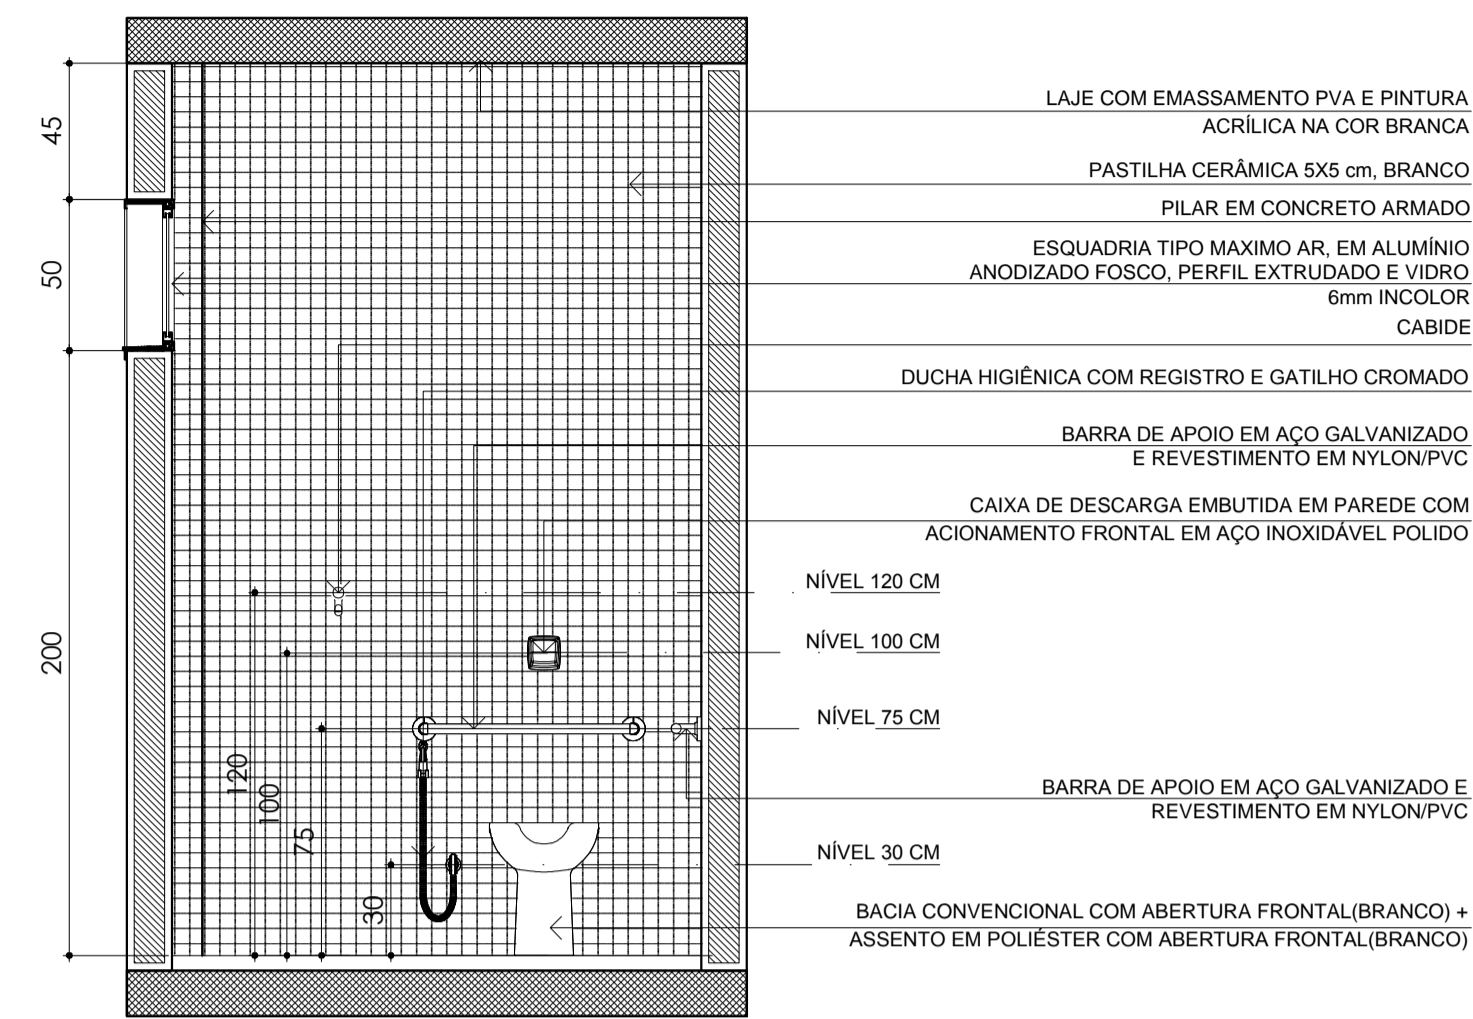 LAJE COM EMASSAMENTO PVA E PINTURA
ACRÍLICA NA COR BRANCA
PASTILHA CERÂMICA 5X5 cm, BRANCO
PILAR EM CONCRETO ARMADO
ESQUADRIA TIPO MAXIMO AR, EM ALUMÍNIO
ANODIZADO FOSCO, PERFIL EXTRUDADO E VIDRO
6mm INCOLOR
CABIDE
DUCHA HIGIÊNICA COM REGISTRO E GATILHO CROMADO
BARRA DE APOIO EM AÇO GALVANIZADO
E REVESTIMENTO EM NYLON/PVC
CAIXA DE DESCARGA EMBUTIDA EM PAREDE COM
ACIONAMENTO FRONTAL EM AÇO INOXIDÁVEL POLIDO
NÍVEL 120 CM
NÍVEL 100 CM
NÍVEL 75 CM
BARRA DE APOIO EM AÇO GALVANIZADO E
REVESTIMENTO EM NYLON/PVC
NÍVEL 30 CM
BACIA CONVENCIONAL COM ABERTURA FRONTAL(BRANCO) +
ASSENTO EM POLIÉSTER COM ABERTURA FRONTAL(BRANCO)
45
50
200
120
100
75
30